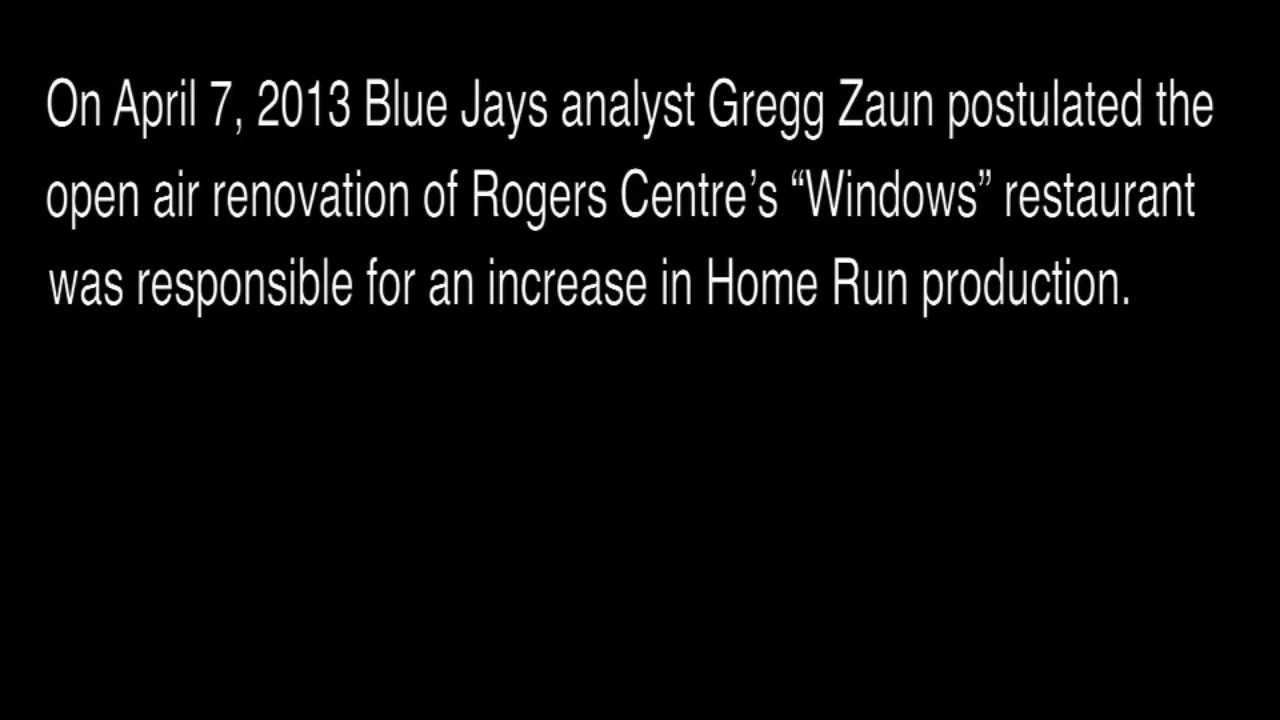 On April 7, 2013 Blue Jays analyst Gregg Zaun postulated the
open air renovation of Rogers Centre’s “Windows” restaurant
was responsible for an increase in Home Run production.